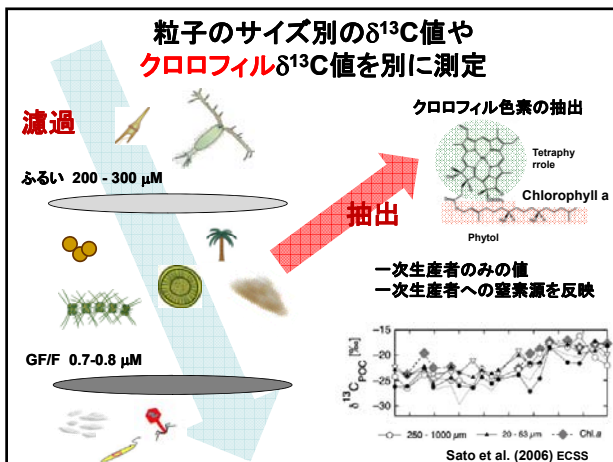 粒子のサイズ別のδ¹³C値や
クロロフィルδ¹³C値を別に測定
濾過
ふるい 200 - 300 μM
GF/F 0.7-0.8 μM
抽出
クロロフィル色素の抽出
Tetraphy
rrole
Chlorophyll a
Phytol
一次生産者のみの値
一次生産者への窒素源を反映
δ¹³C_POC [‰]
-15
-20
-25
-30
250 - 1000 μm
20 - 63 μm
Chl.a
Sato et al. (2006) ECSS